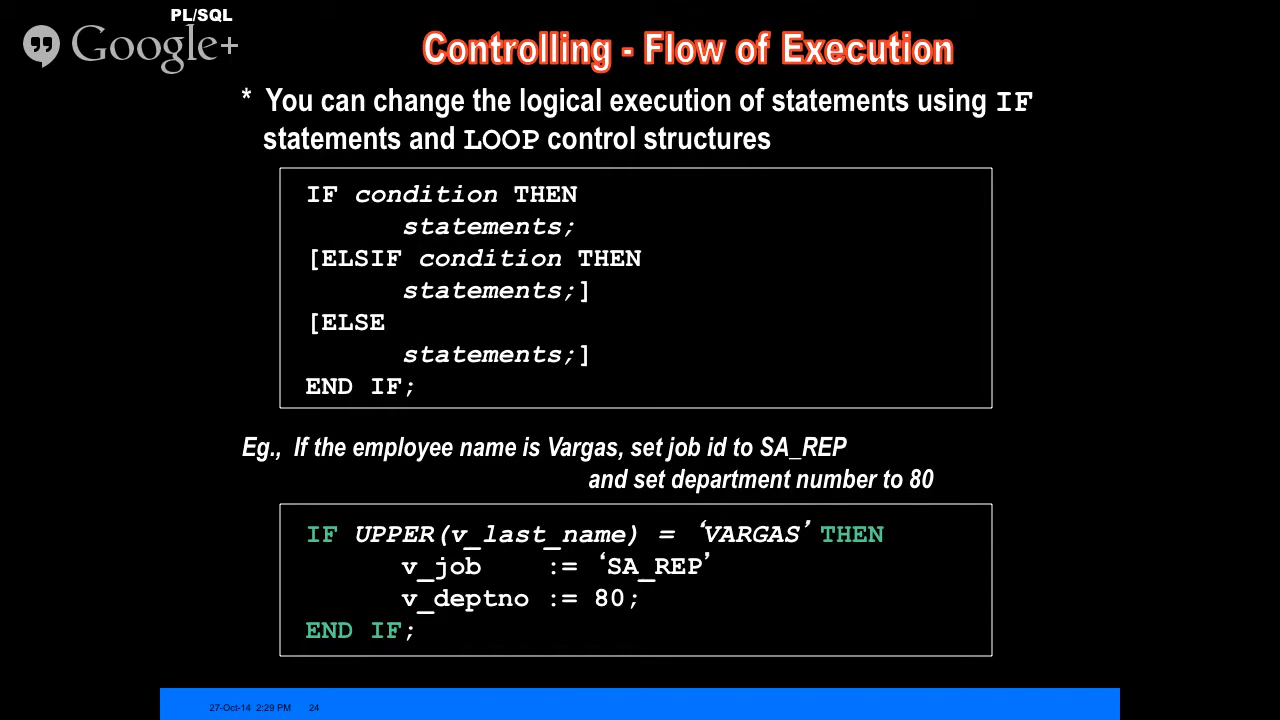 PL/SQL
Google+
Controlling - Flow of Execution
* You can change the logical execution of statements using IF
statements and LOOP control structures
IF condition THEN
statements;
[ELSIF condition THEN
statements;]
[ELSE
statements;]
END IF;
Eg., If the employee name is Vargas, set job id to SA_REP
and set department number to 80
IF UPPER(v_last_name) = ‘VARGAS’ THEN
v_job := ‘SA_REP’
v_deptno := 80;
END IF;
27-Oct-14 2:29 PM 24